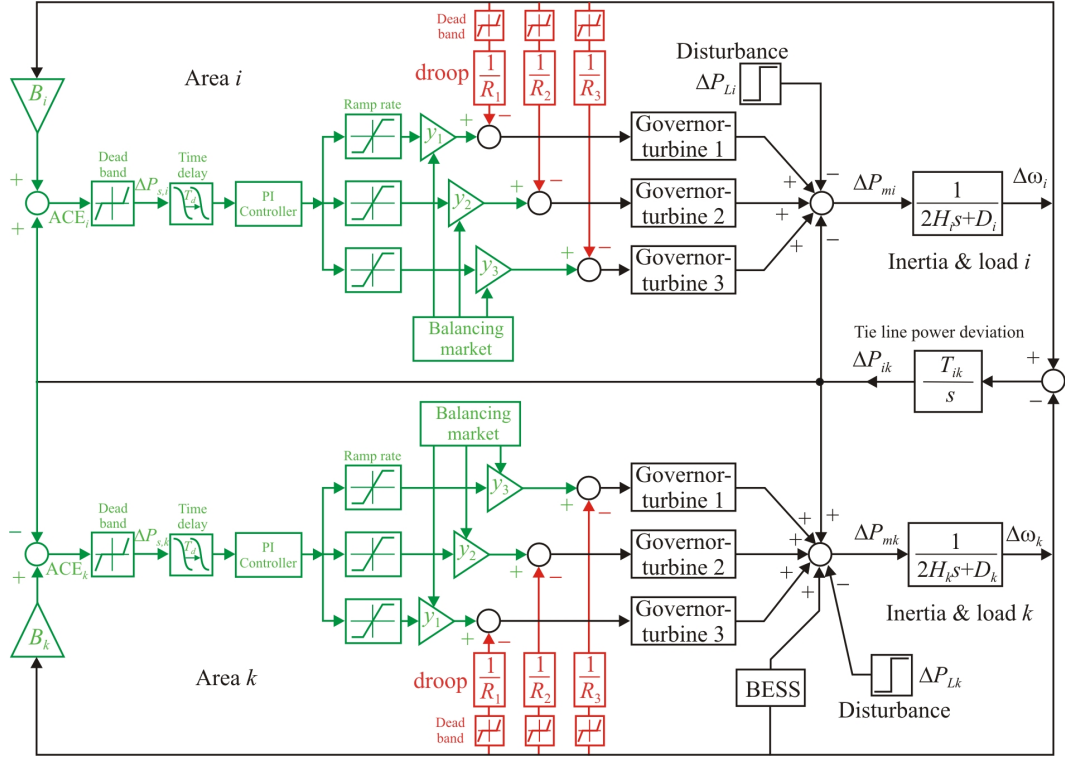 Dead
band
Area i
droop
1
R1
1
R2
1
R3
Disturbance
ΔPLi
Bi
Ramp rate
y1
+
−
Governor-
turbine 1
Dead
band
ΔPs,i
Time
delay
Td
PI
Controller
+
+
ACEi
y2
+
−
Governor-
turbine 2
+
+
+
−
−
ΔPmi
1
2His+Di
Δωi
Inertia & load i
y3
+
−
Governor-
turbine 3
Balancing
market
Tie line power deviation
ΔPik
Tik
s
+
−
Balancing
market
Ramp rate
y3
+
−
Governor-
turbine 1
Dead
band
ΔPs,k
Time
delay
Td
PI
Controller
−
+
ACEk
y2
+
−
Governor-
turbine 2
+
+
+
+
+
−
ΔPmk
1
2Hks+Dk
Δωk
Inertia & load k
Bk
y1
+
−
Governor-
turbine 3
Area k
droop
1
R1
1
R2
1
R3
BESS
ΔPLk
Disturbance
Dead
band